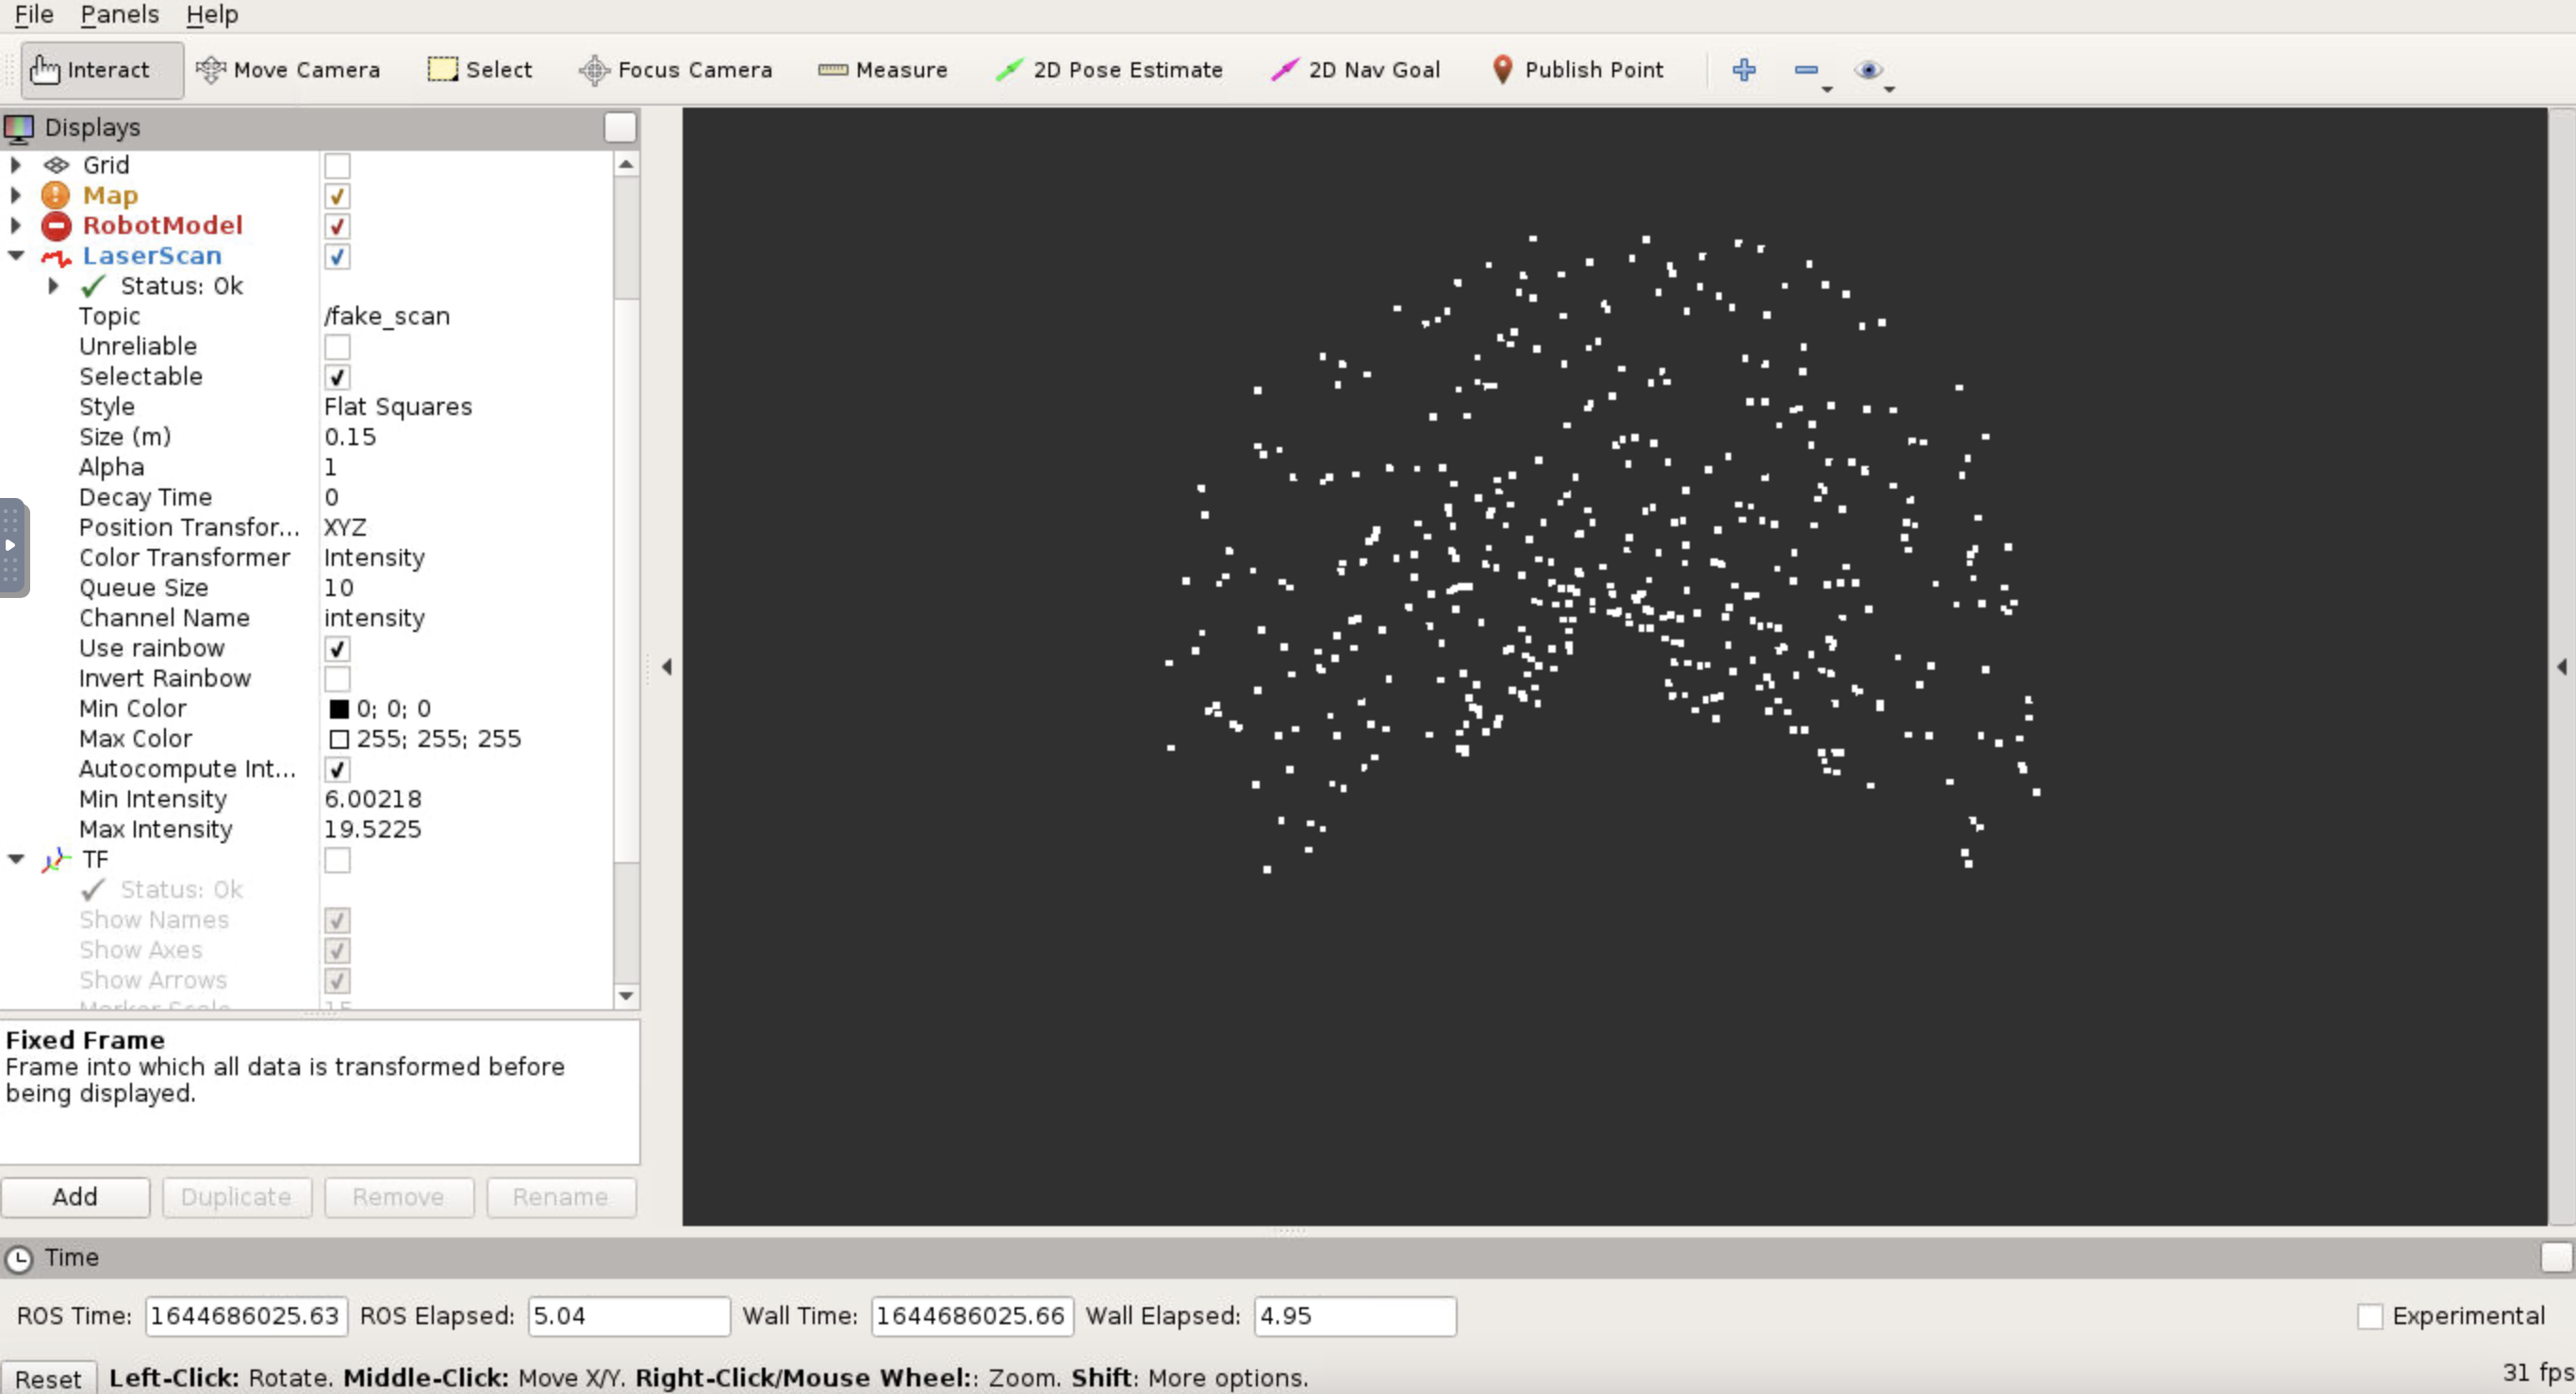 File Panels Help
Interact Move Camera Select Focus Camera Measure 2D Pose Estimate 2D Nav Goal Publish Point
Displays
Grid
Map
RobotModel
LaserScan
Status: Ok
Topic /fake_scan
Unreliable
Selectable
Style Flat Squares
Size (m) 0.15
Alpha 1
Decay Time 0
Position Transfor... XYZ
Color Transformer Intensity
Queue Size 10
Channel Name intensity
Use rainbow
Invert Rainbow
Min Color 0; 0; 0
Max Color 255; 255; 255
Autocompute Int...
Min Intensity 6.00218
Max Intensity 19.5225
TF
Status: Ok
Show Names
Show Axes
Show Arrows
Marker Scale
Fixed Frame
Frame into which all data is transformed before
being displayed.
Add Duplicate Remove Rename
Time
ROS Time: 1644686025.63 ROS Elapsed: 5.04 Wall Time: 1644686025.66 Wall Elapsed: 4.95 Experimental
Reset Left-Click: Rotate. Middle-Click: Move X/Y. Right-Click/Mouse Wheel:: Zoom. Shift: More options. 31 fps